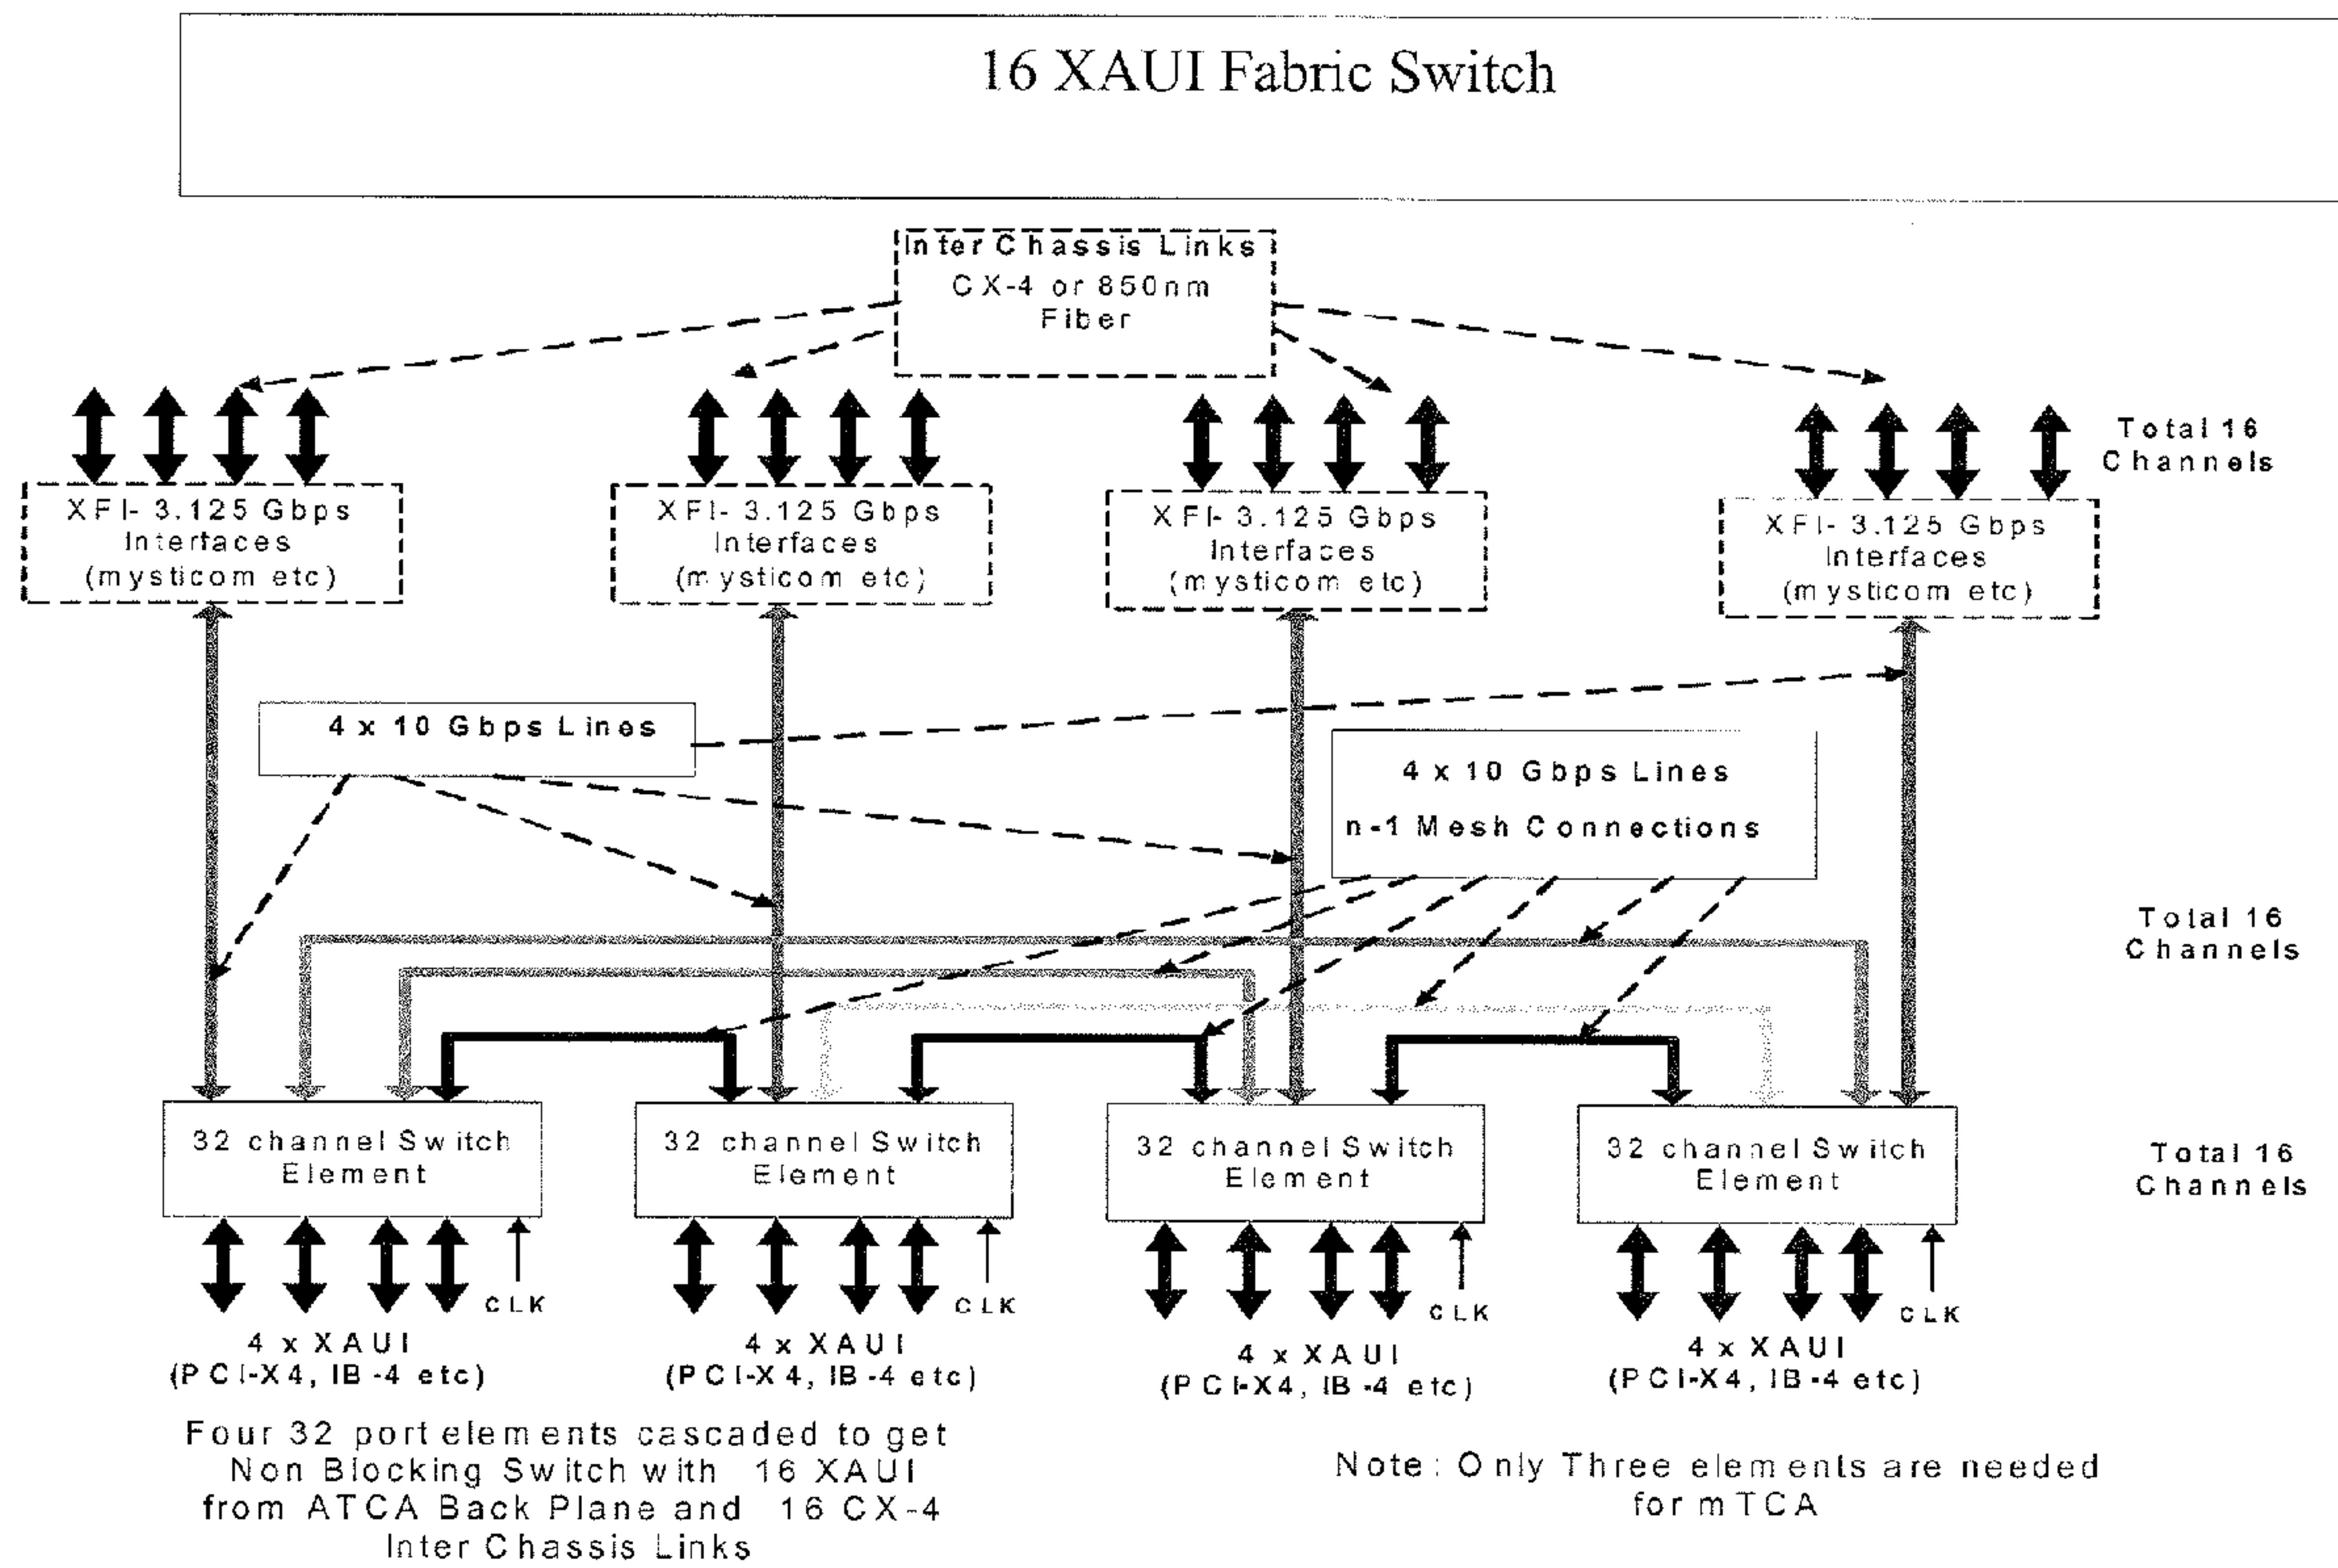 16 XAUI Fabric Switch
Inter Chassis Links
CX-4 or 850nm
Fiber
Total 16
Channels
XFI- 3.125 Gbps
Interfaces
(mysticom etc)
XFI- 3.125 Gbps
Interfaces
(mysticom etc)
XFI- 3.125 Gbps
Interfaces
(mysticom etc)
XFI- 3.125 Gbps
Interfaces
(mysticom etc)
4 x 10 Gbps Lines
4 x 10 Gbps Lines
n-1 Mesh Connections
Total 16
Channels
32 channel Switch
Element
32 channel Switch
Element
32 channel Switch
Element
32 channel Switch
Element
Total 16
Channels
CLK
CLK
CLK
CLK
4 x XAUI
(PCI-X4, IB-4 etc)
4 x XAUI
(PCI-X4, IB-4 etc)
4 x XAUI
(PCI-X4, IB-4 etc)
4 x XAUI
(PCI-X4, IB-4 etc)
Four 32 port elements cascaded to get
Non Blocking Switch with 16 XAUI
from ATCA Back Plane and 16 CX-4
Inter Chassis Links
Note: Only Three elements are needed
for mTCA